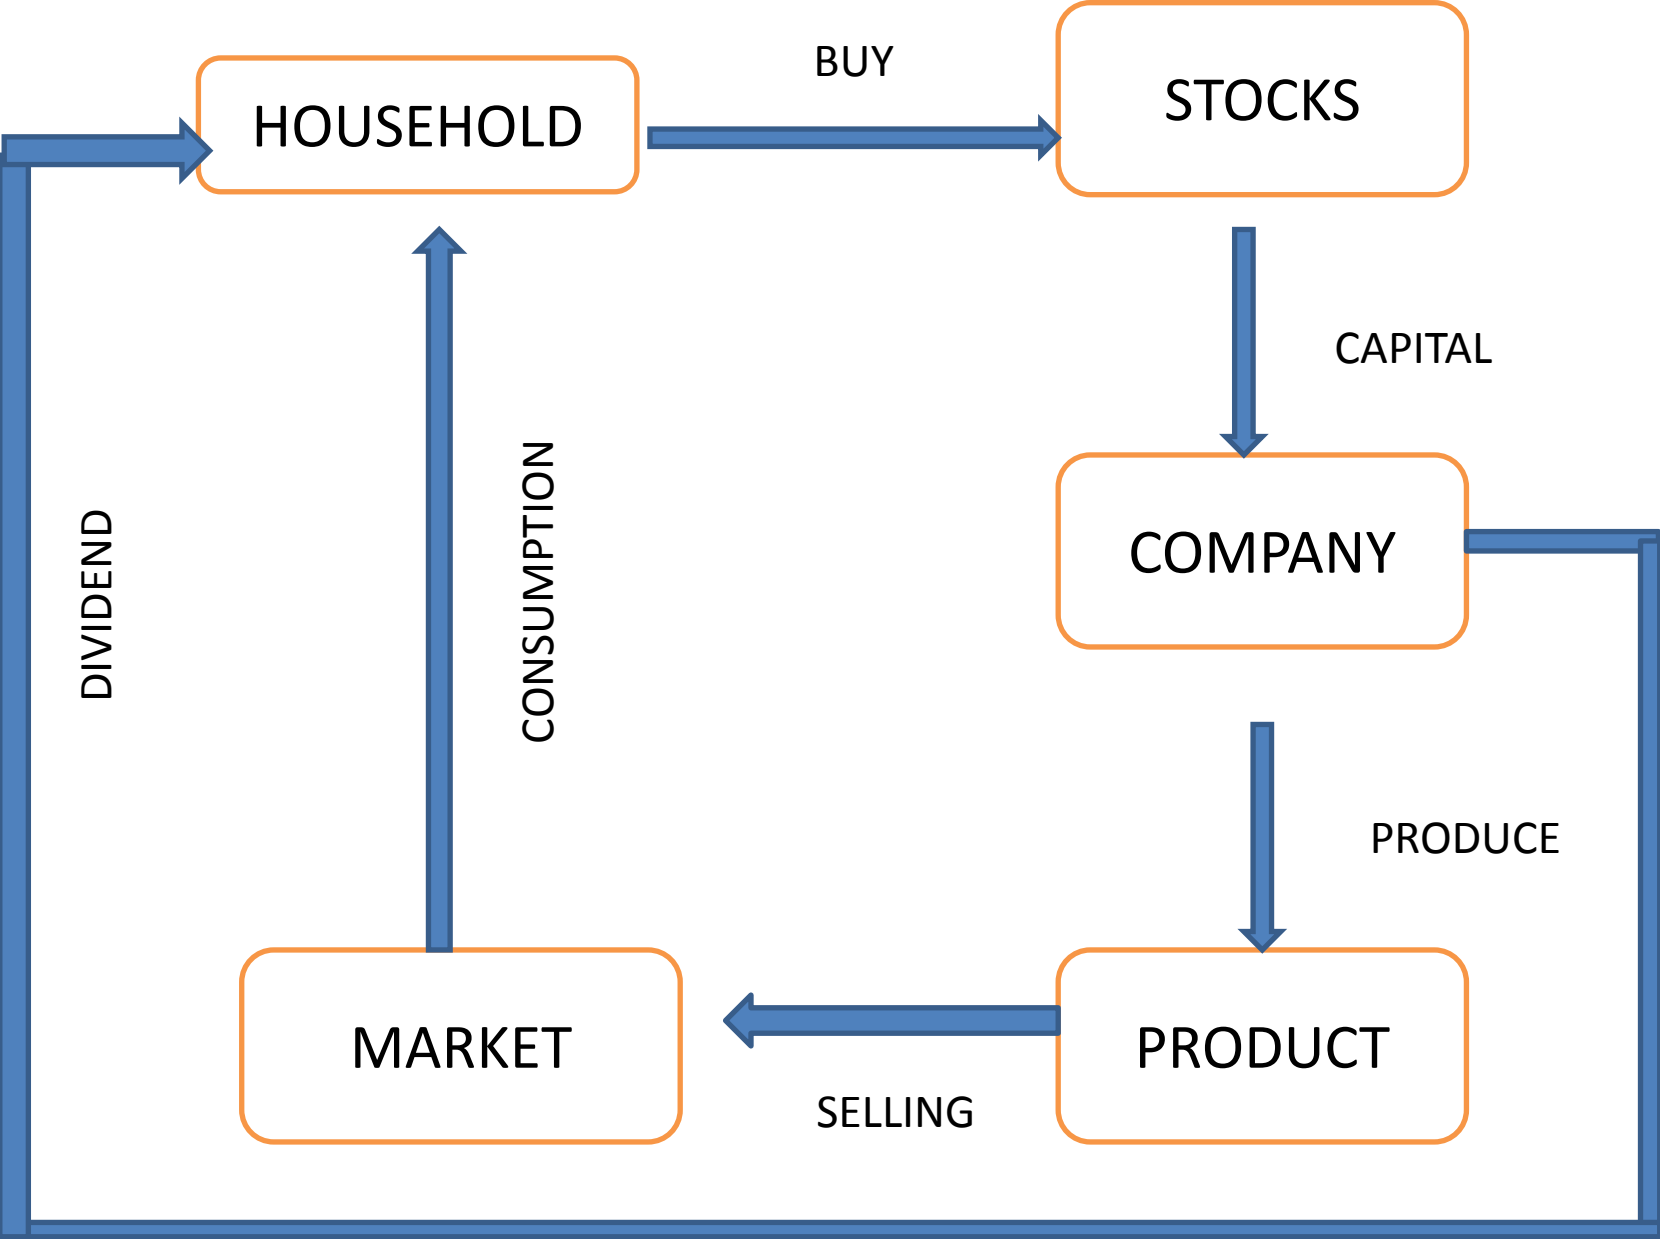 HOUSEHOLD
BUY
STOCKS
CAPITAL
COMPANY
DIVIDEND
CONSUMPTION
PRODUCE
MARKET
SELLING
PRODUCT